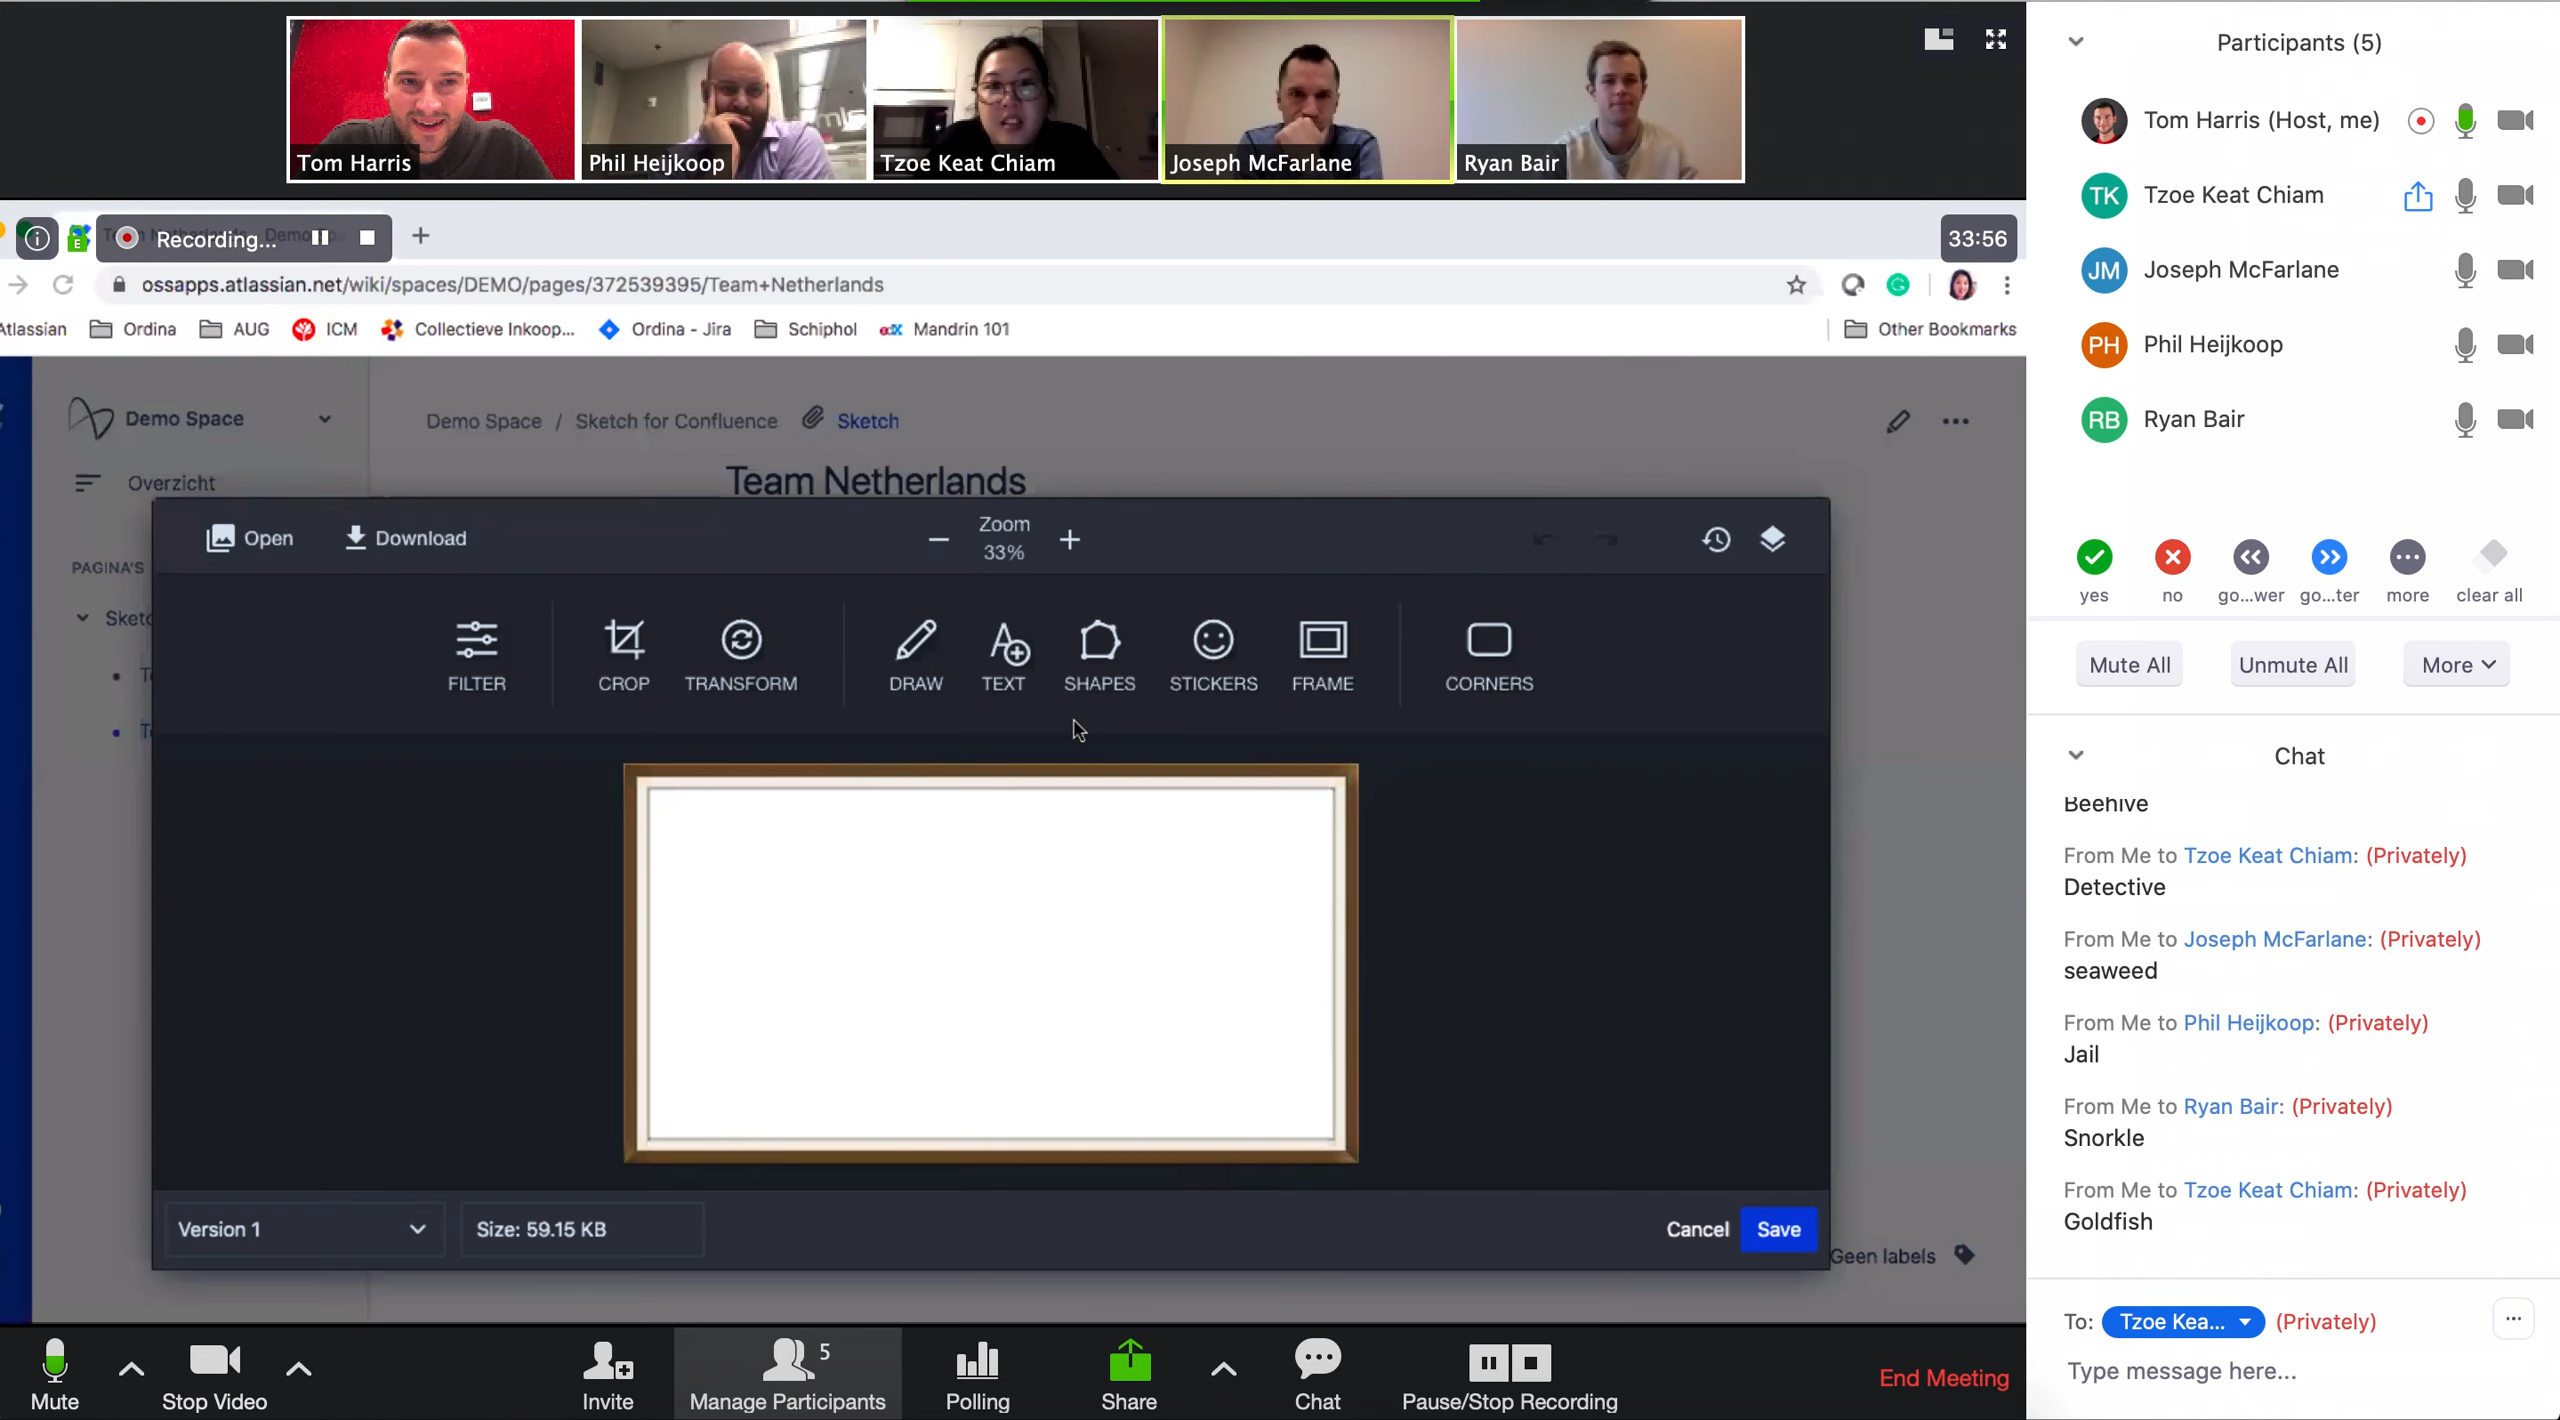 Tom Harris
Phil Heijkoop
Tzoe Keat Chiam
Joseph McFarlane
Ryan Bair
Recording...
33:56
ossapps.atlassian.net/wiki/spaces/DEMO/pages/372539395/Team+Netherlands
Atlassian
Ordina
AUG
ICM
Collectieve Inkoop...
Ordina - Jira
Schiphol
Mandrin 101
Other Bookmarks
Demo Space
Demo Space / Sketch for Confluence
Sketch
Overzicht
Team Netherlands
PAGINA'S
Open
Download
Zoom
33%
FILTER
CROP
TRANSFORM
DRAW
TEXT
SHAPES
STICKERS
FRAME
CORNERS
Version 1
Size: 59.15 KB
Cancel
Save
Geen labels
Mute
Stop Video
Invite
5
Manage Participants
Polling
Share
Chat
Pause/Stop Recording
End Meeting
Participants (5)
Tom Harris (Host, me)
TK
Tzoe Keat Chiam
JM
Joseph McFarlane
PH
Phil Heijkoop
RB
Ryan Bair
yes
no
go...wer
go...ter
more
clear all
Mute All
Unmute All
More
Chat
Beehive
From Me to Tzoe Keat Chiam: (Privately)
Detective
From Me to Joseph McFarlane: (Privately)
seaweed
From Me to Phil Heijkoop: (Privately)
Jail
From Me to Ryan Bair: (Privately)
Snorkle
From Me to Tzoe Keat Chiam: (Privately)
Goldfish
To: Tzoe Kea... (Privately)
Type message here...